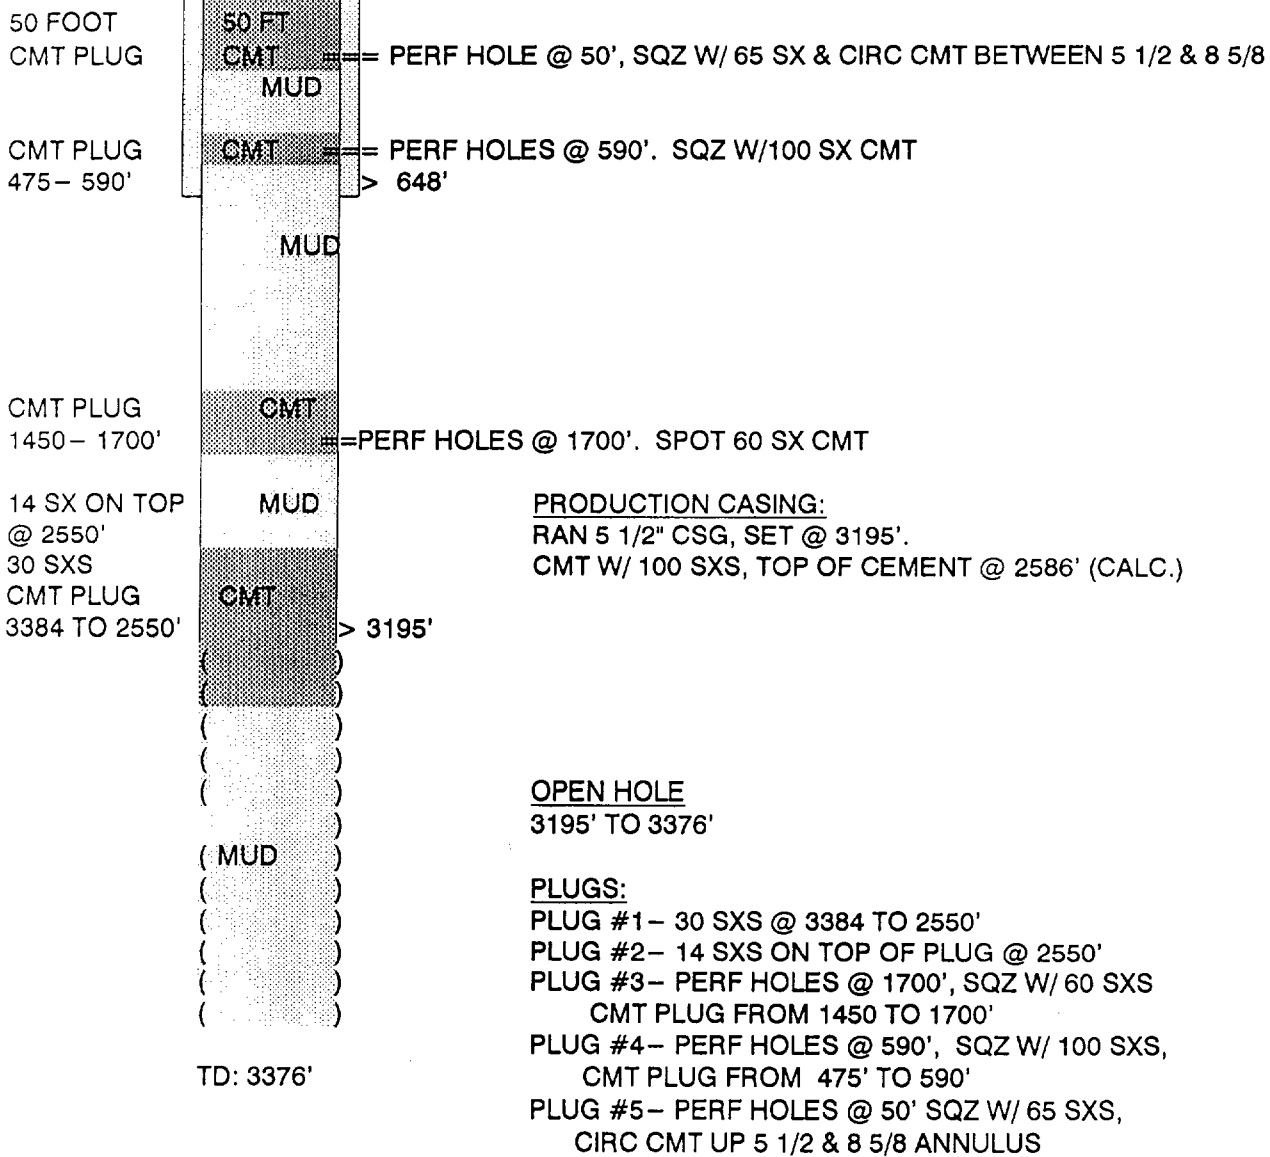 50 FOOT
CMT PLUG
50 FT
CMT === PERF HOLE @ 50', SQZ W/ 65 SX & CIRC CMT BETWEEN 5 1/2 & 8 5/8
MUD
CMT PLUG
475– 590'
CMT === PERF HOLES @ 590'. SQZ W/100 SX CMT
> 648'
MUD
CMT PLUG
1450– 1700'
CMT
==PERF HOLES @ 1700'. SPOT 60 SX CMT
14 SX ON TOP
@ 2550'
30 SXS
CMT PLUG
3384 TO 2550'
MUD
CMT
> 3195'
PRODUCTION CASING:
RAN 5 1/2" CSG, SET @ 3195'.
CMT W/ 100 SXS, TOP OF CEMENT @ 2586' (CALC.)
( )
( )
( )
( )
( )
)
( MUD )
( )
( )
( )
( )
( )
TD: 3376'
OPEN HOLE
3195' TO 3376'
PLUGS:
PLUG #1– 30 SXS @ 3384 TO 2550'
PLUG #2– 14 SXS ON TOP OF PLUG @ 2550'
PLUG #3– PERF HOLES @ 1700', SQZ W/ 60 SXS
CMT PLUG FROM 1450 TO 1700'
PLUG #4– PERF HOLES @ 590', SQZ W/ 100 SXS,
CMT PLUG FROM 475' TO 590'
PLUG #5– PERF HOLES @ 50' SQZ W/ 65 SXS,
CIRC CMT UP 5 1/2 & 8 5/8 ANNULUS